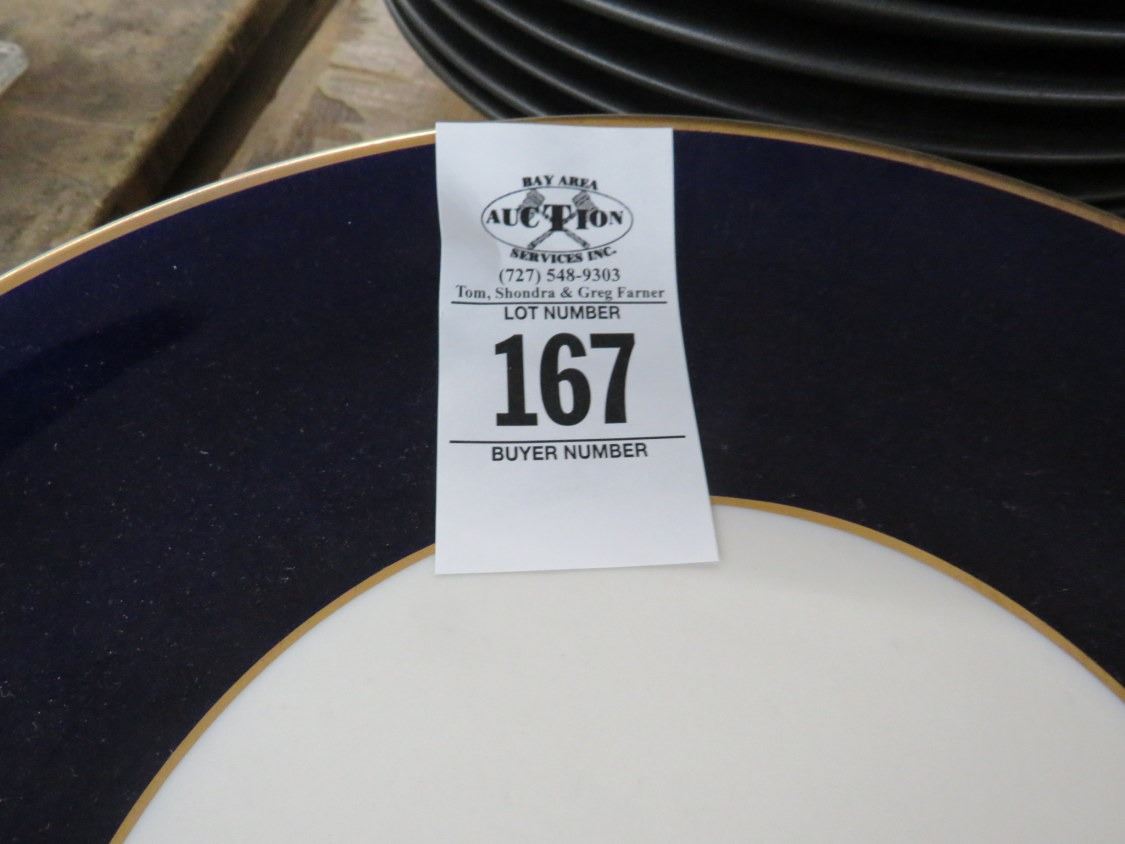 BAY AREA
AUCTION
SERVICES INC.
(727) 548-9303
Tom, Shondra & Greg Farner
LOT NUMBER
167
BUYER NUMBER